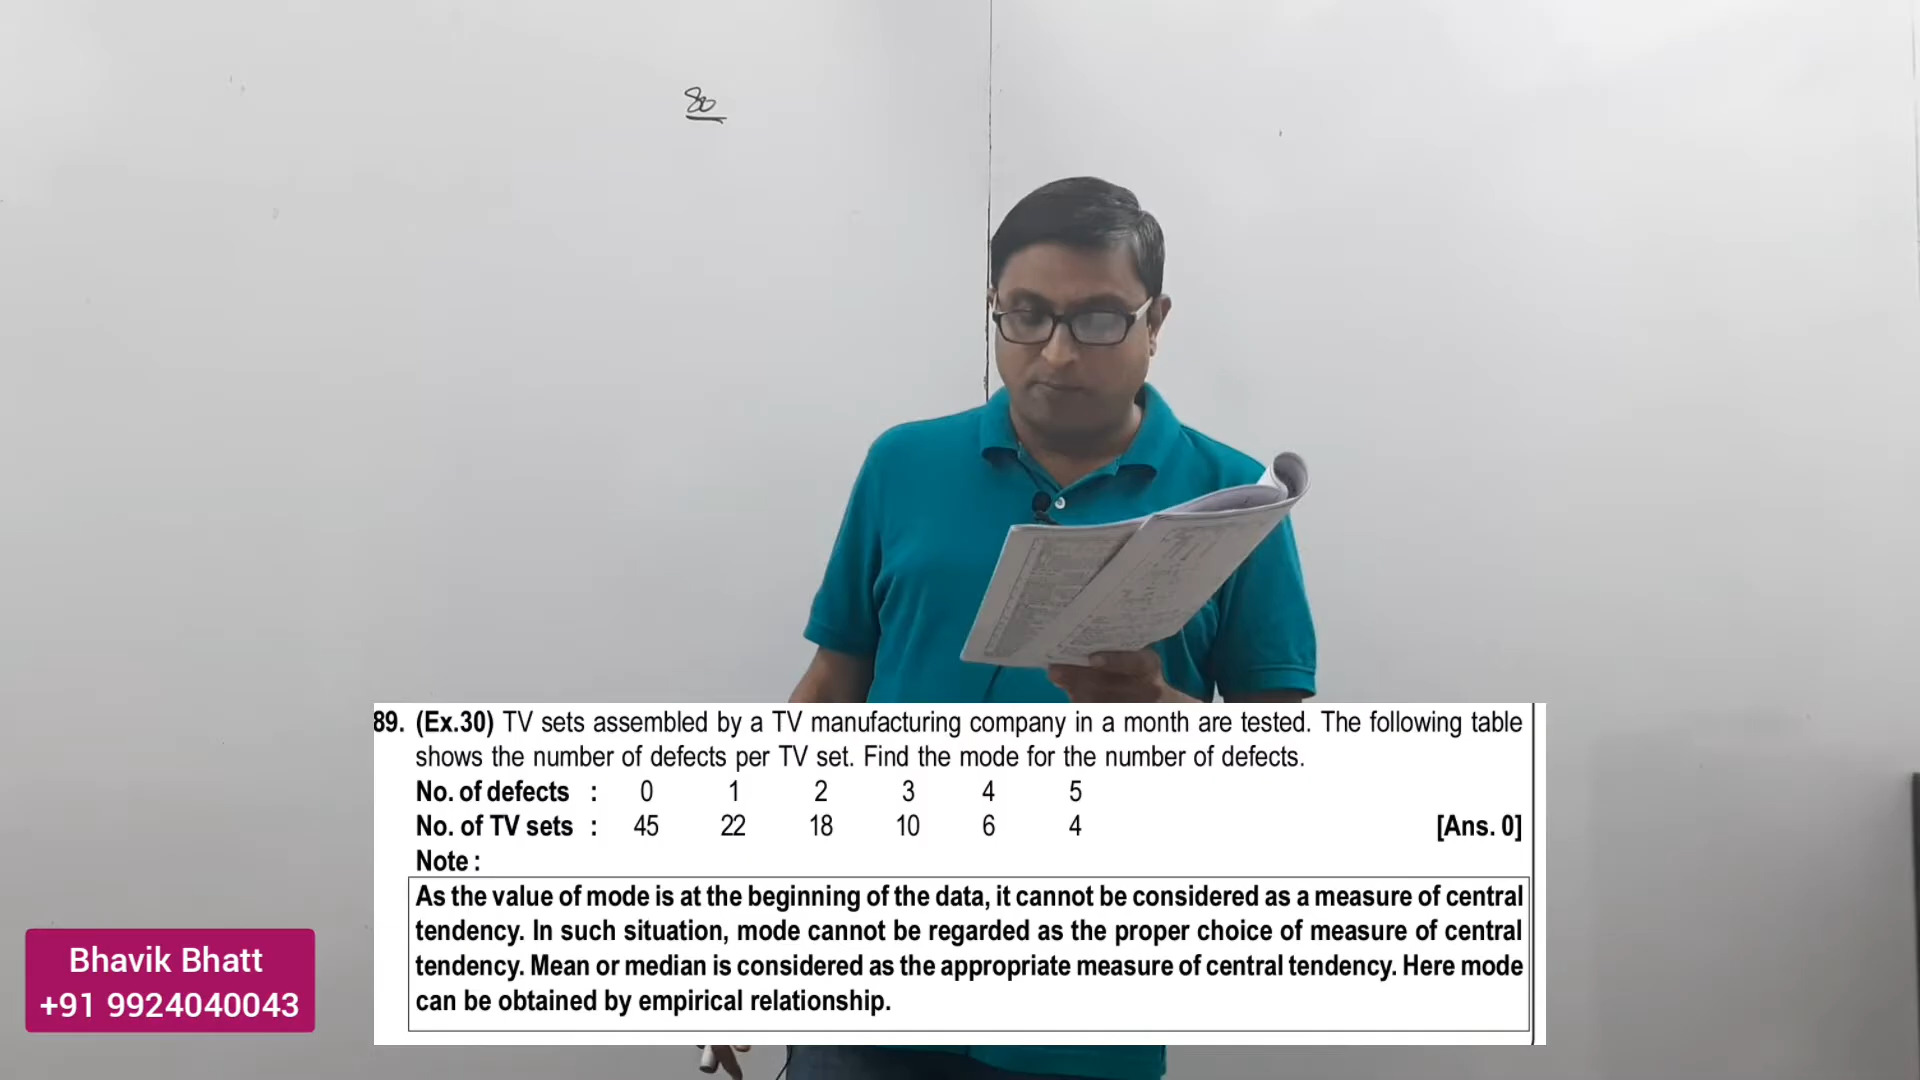 80
89. (Ex.30) TV sets assembled by a TV manufacturing company in a month are tested. The following table
shows the number of defects per TV set. Find the mode for the number of defects.
No. of defects : 0 1 2 3 4 5
No. of TV sets : 45 22 18 10 6 4 [Ans. 0]
Note :
As the value of mode is at the beginning of the data, it cannot be considered as a measure of central
tendency. In such situation, mode cannot be regarded as the proper choice of measure of central
tendency. Mean or median is considered as the appropriate measure of central tendency. Here mode
can be obtained by empirical relationship.
Bhavik Bhatt
+91 9924040043